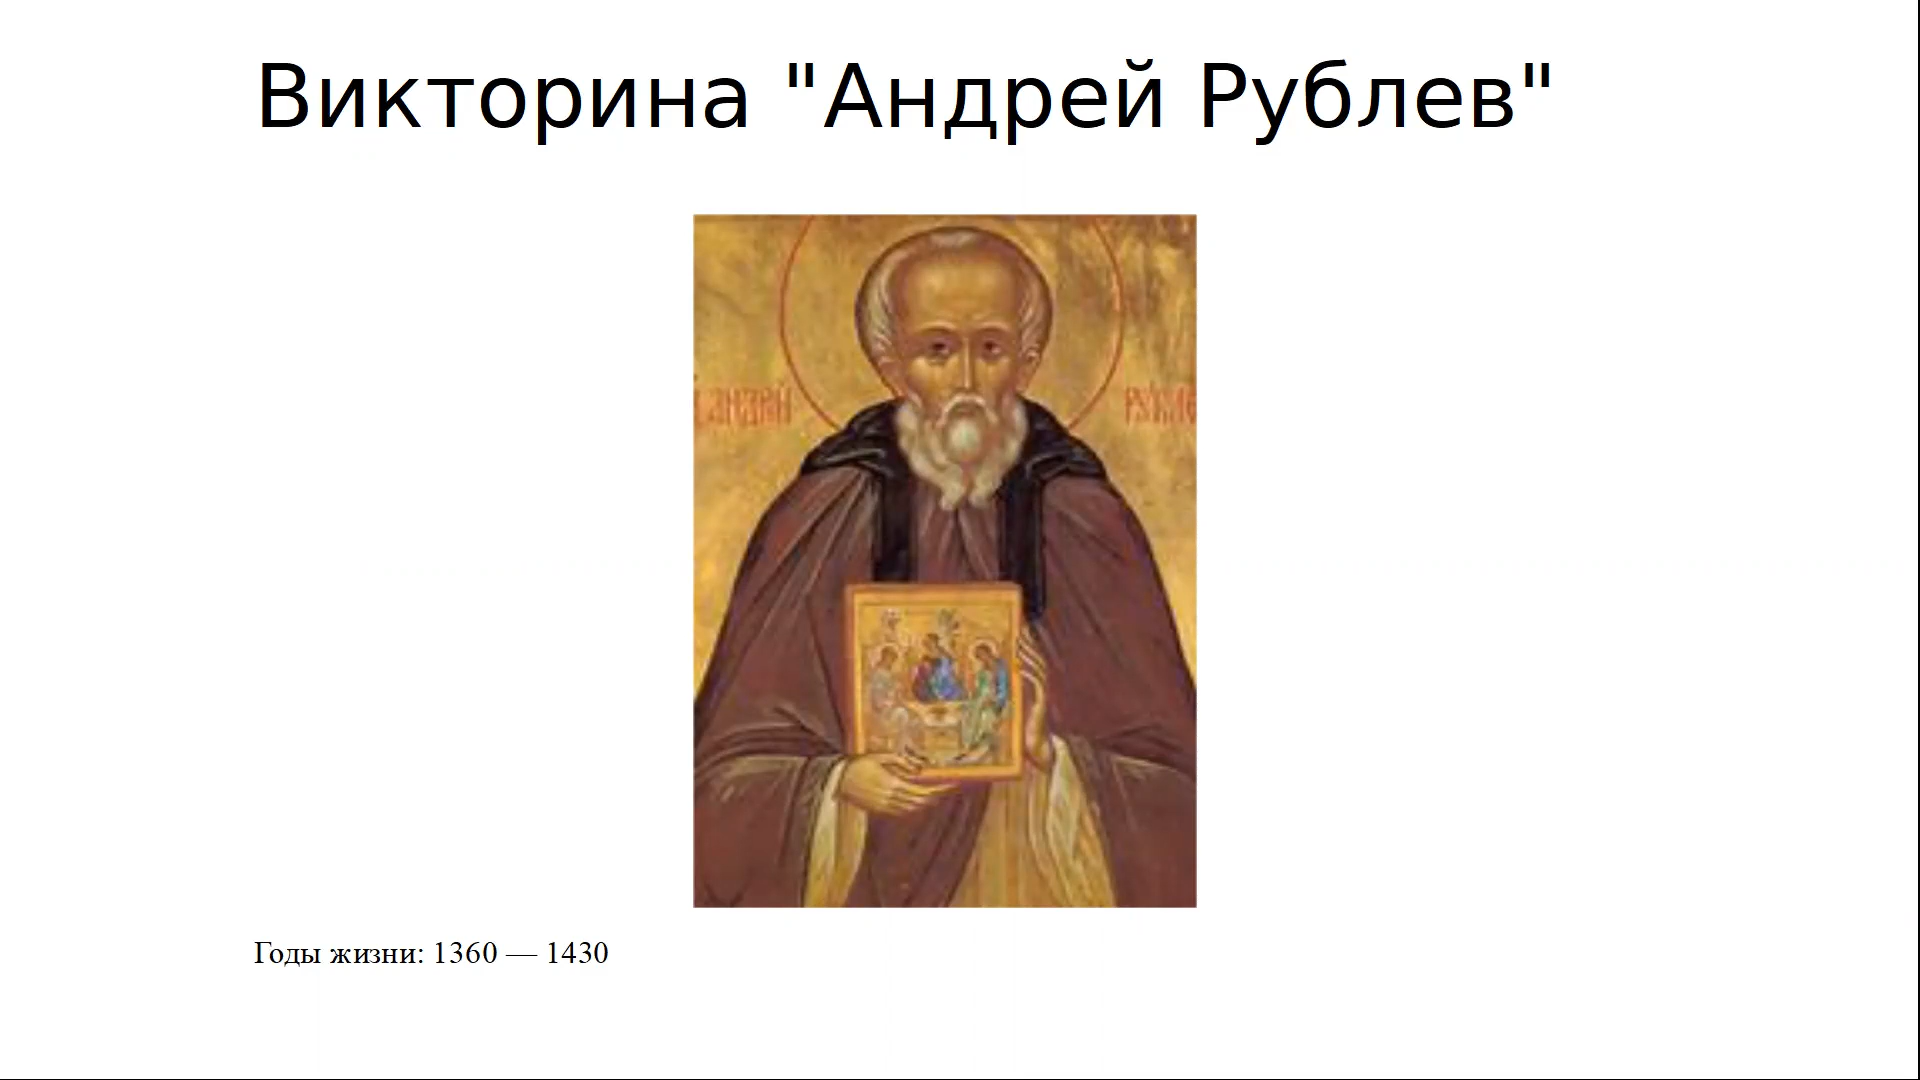 Викторина "Андрей Рублев"
Годы жизни: 1360 — 1430